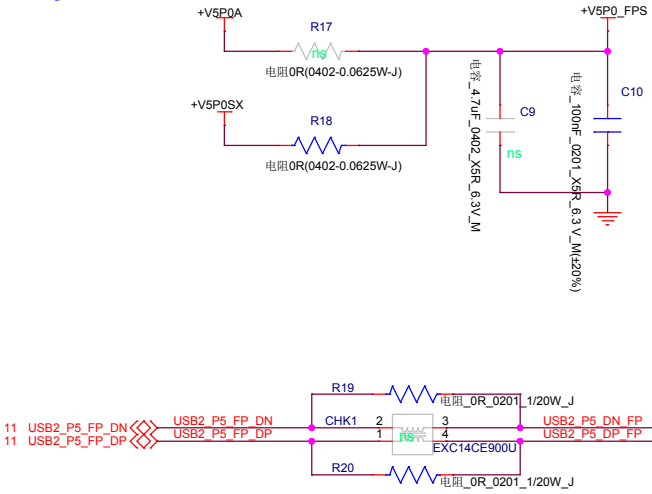 +V5P0A
+V5P0_FPS
R17
ns
电阻0R(0402-0.0625W-J)
+V5P0SX
R18
电阻0R(0402-0.0625W-J)
电容_4.7uF_0402_X5R_6.3V_M
C9
ns
电容_100nF_0201_X5R_6.3 V_M(±20%)
C10
R19
电阻_0R_0201_1/20W_J
11 USB2_P5_FP_DN
USB2_P5_FP_DN
CHK1
2
3
USB2_P5_DN_FP
11 USB2_P5_FP_DP
USB2_P5_FP_DP
1
ns
4
USB2_P5_DP_FP
EXC14CE900U
R20
电阻_0R_0201_1/20W_J